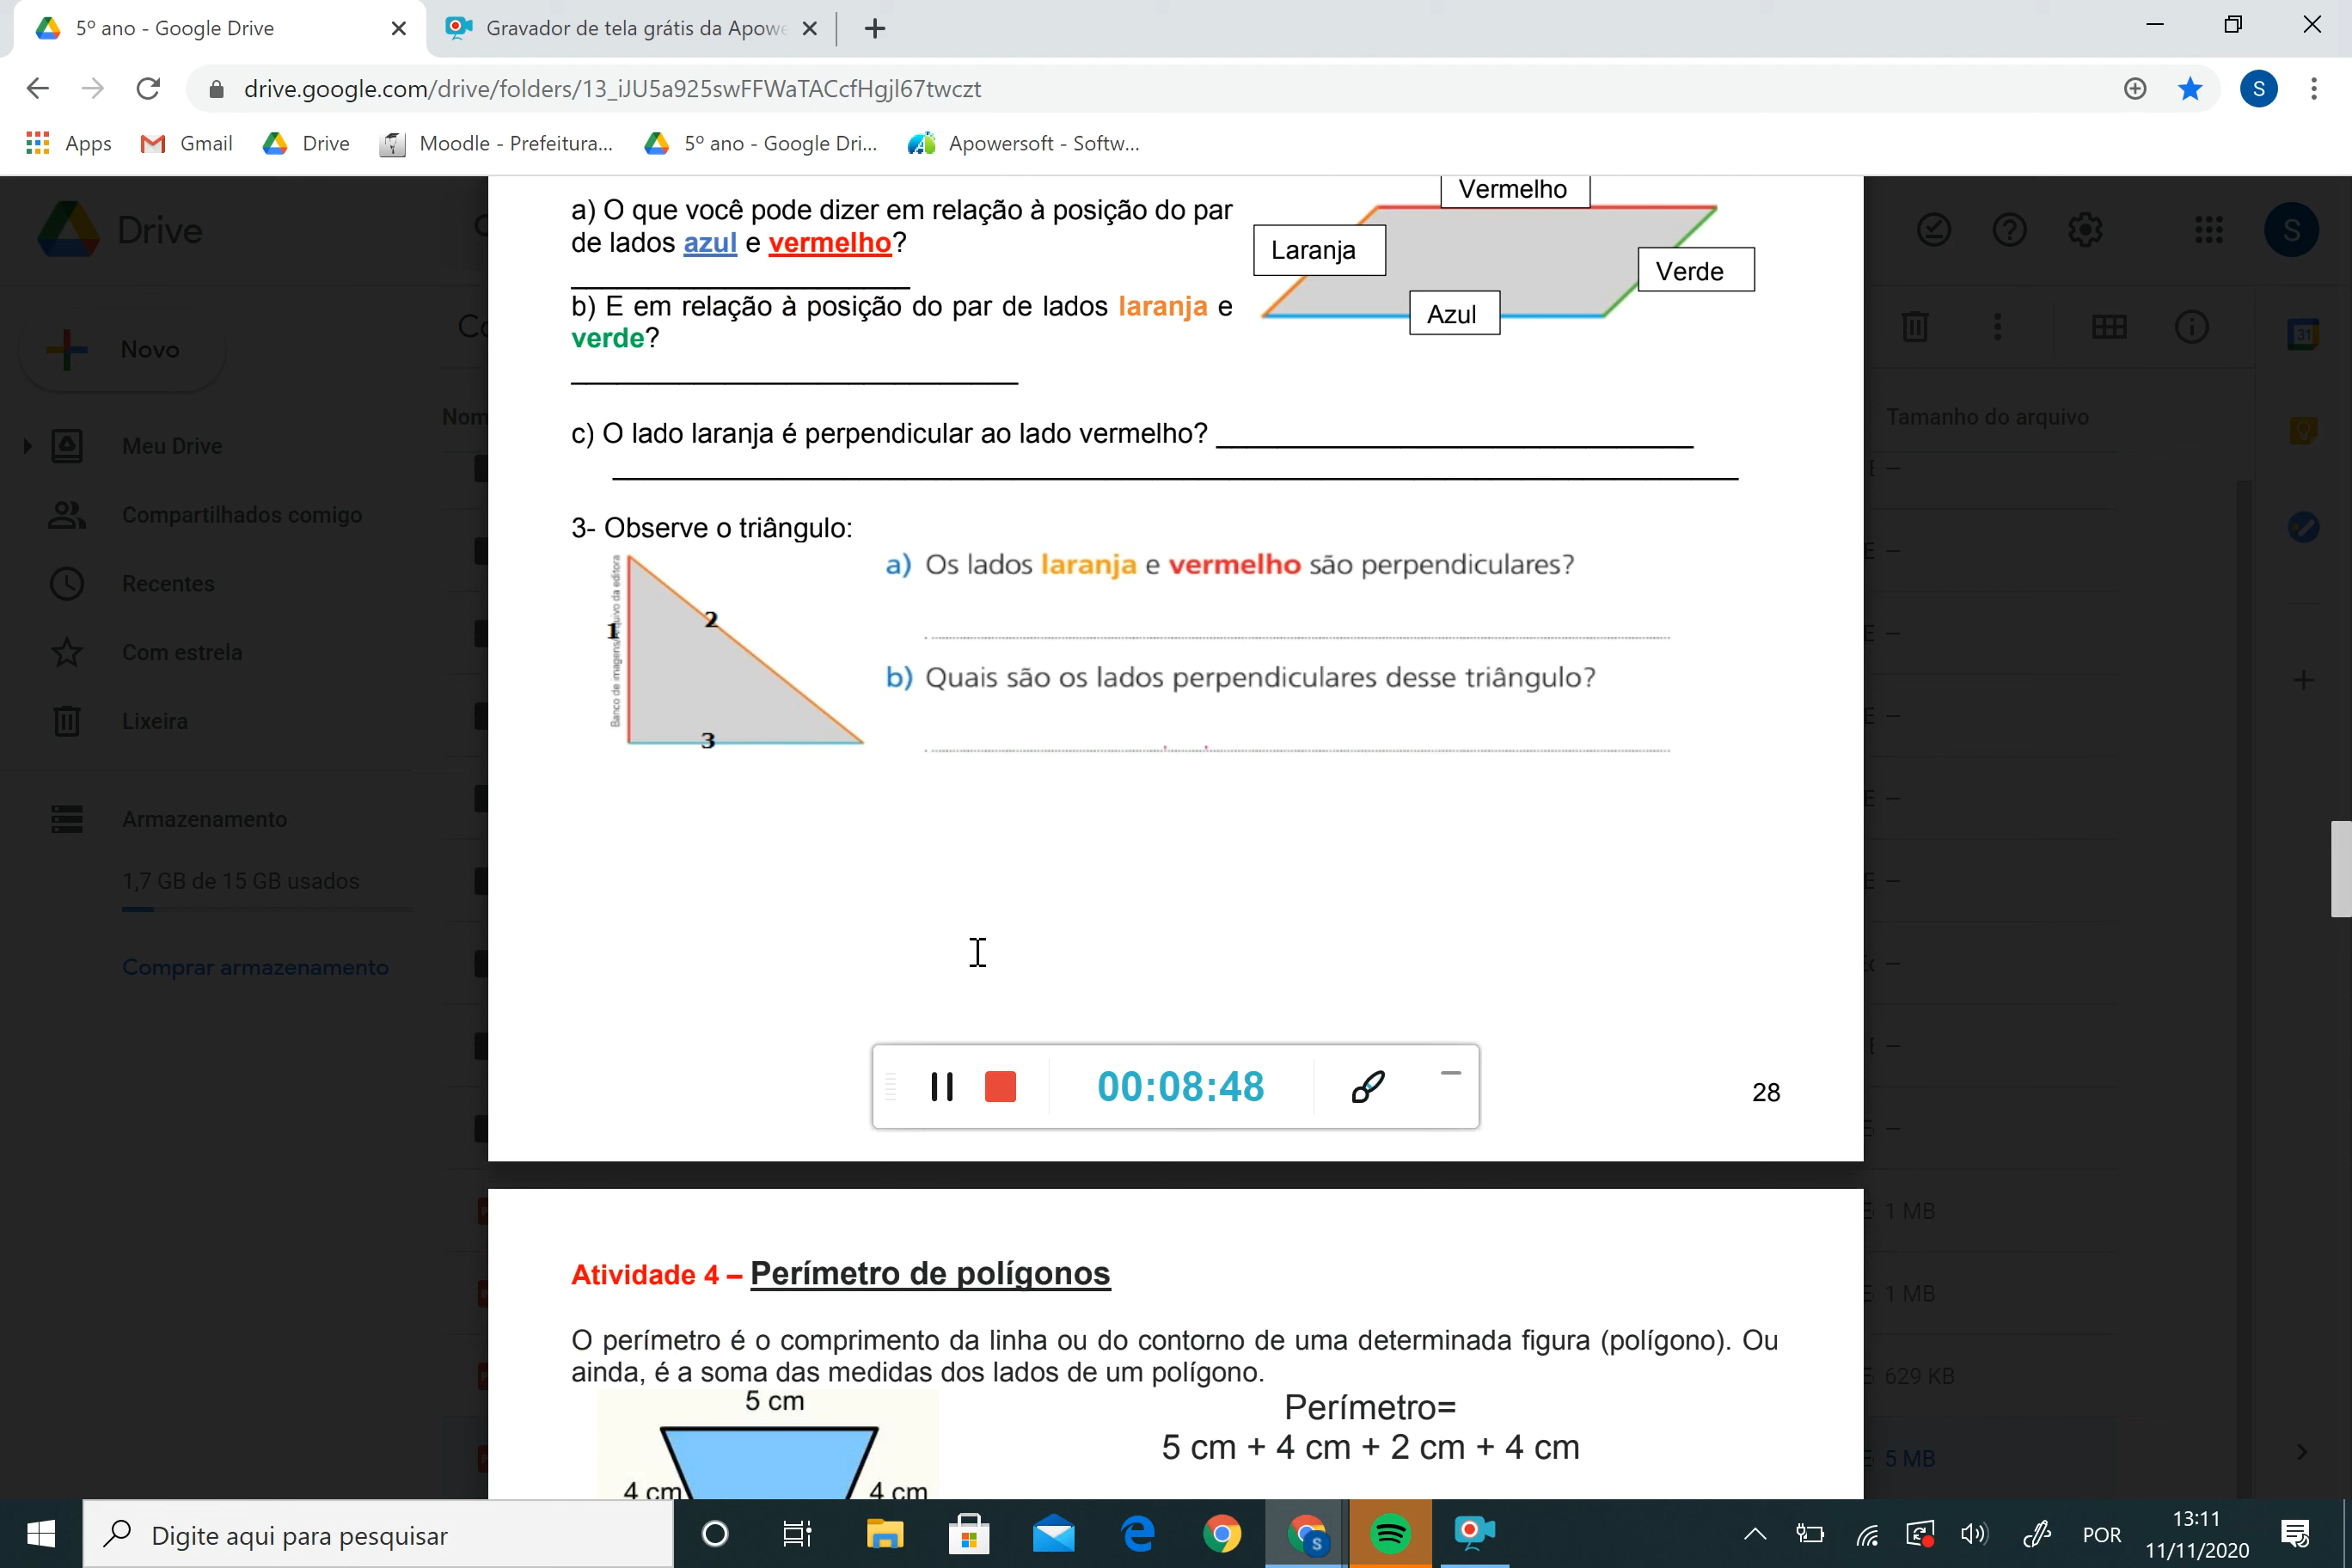 5º ano - Google Drive
Gravador de tela grátis da Apowe
drive.google.com/drive/folders/13_iJU5a925swFFWaTACcfHgjl67twczt
S
Apps
Gmail
Drive
Moodle - Prefeitura...
5º ano - Google Dri...
Apowersoft - Softw...
Drive
S
Novo
Nom
Tamanho do arquivo
Meu Drive
Compartilhados comigo
Recentes
Com estrela
Lixeira
Armazenamento
1,7 GB de 15 GB usados
Comprar armazenamento
31
a) O que você pode dizer em relação à posição do par
de lados azul e vermelho?
b) E em relação à posição do par de lados laranja e
verde?
Vermelho
Laranja
Verde
Azul
c) O lado laranja é perpendicular ao lado vermelho?
3- Observe o triângulo:
Banco de imagens/Arquivo da editora
1
2
3
a) Os lados laranja e vermelho são perpendiculares?
b) Quais são os lados perpendiculares desse triângulo?
00:08:48
28
Atividade 4 – Perímetro de polígonos
O perímetro é o comprimento da linha ou do contorno de uma determinada figura (polígono). Ou
ainda, é a soma das medidas dos lados de um polígono.
5 cm
4 cm
4 cm
Perímetro=
5 cm + 4 cm + 2 cm + 4 cm
1 MB
1 MB
629 KB
5 MB
Digite aqui para pesquisar
S
POR
13:11
11/11/2020